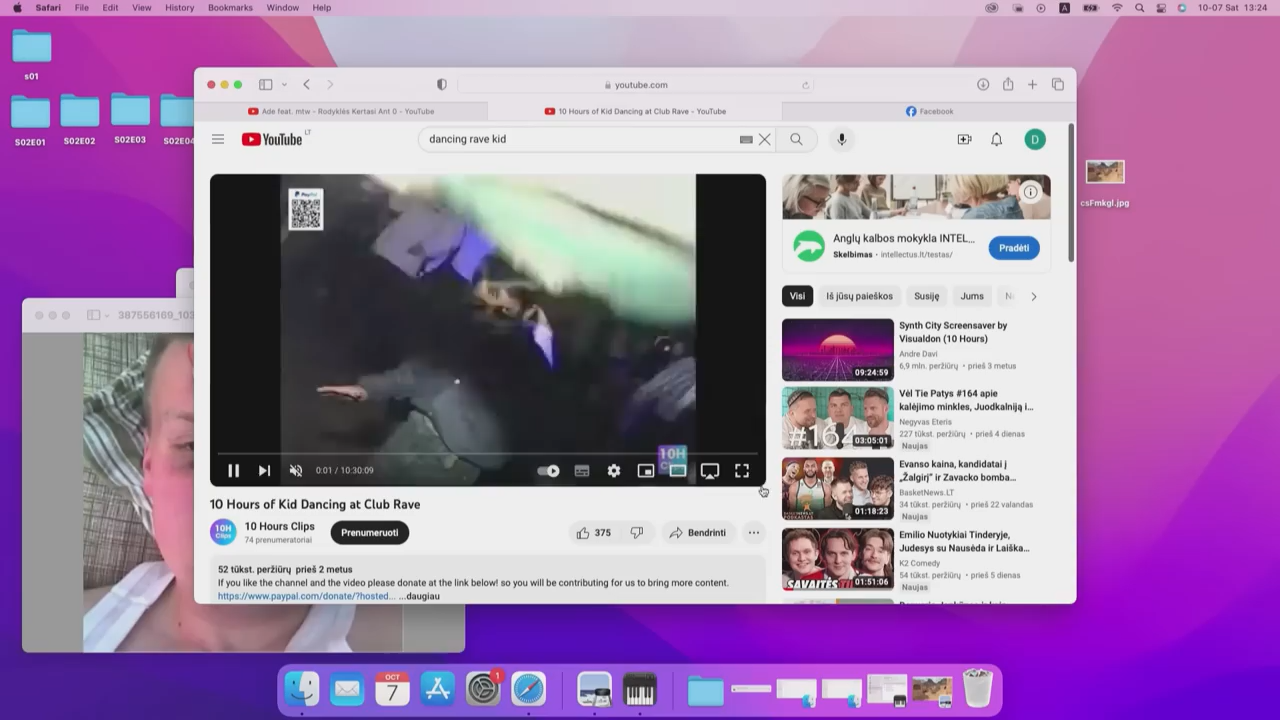 Safari File Edit View History Bookmarks Window Help
A
10-07 Sat 13:24
s01
S02E01 S02E02 S02E03 S02E04
csFmkgl.jpg
387556169_103
youtube.com
Ade feat. mtw - Rodyklės Kertasi Ant 0 - YouTube
10 Hours of Kid Dancing at Club Rave - YouTube
Facebook
YouTube LT
dancing rave kid
D
PayPal
10H
0:01 / 10:30:09
10 Hours of Kid Dancing at Club Rave
10H Clips
10 Hours Clips
74 prenumeratoriai
Prenumeruoti
375
Bendrinti
...
52 tūkst. peržiūrų prieš 2 metus
If you like the channel and the video please donate at the link below! so you will be contributing for us to bring more content.
https://www.paypal.com/donate/?hosted... ...daugiau
Anglų kalbos mokykla INTEL...
Skelbimas · intellectus.lt/testas/
Pradėti
Visi
Iš jūsų paieškos
Susiję
Jums
Synth City Screensaver by
Visualdon (10 Hours)
Andre Davi
6,9 mln. peržiūrų • prieš 3 metus
09:24:59
Vėl Tie Patys #164 apie
kalėjimo minkles, Juodkalniją i...
Negyvas Eteris
227 tūkst. peržiūrų • prieš 4 dienas
Naujas
#164
03:05:01
Evanso kaina, kandidatai į
„Žalgirį“ ir Zavacko bomba...
BasketNews.LT
34 tūkst. peržiūrų • prieš 22 valandas
Naujas
01:18:23
Emilio Nuotykiai Tinderyje,
Judesys su Nausėda ir Laiška...
K2 Comedy
54 tūkst. peržiūrų • prieš 5 dienas
Naujas
SAVAITĖS
01:51:06
OCT
7
1